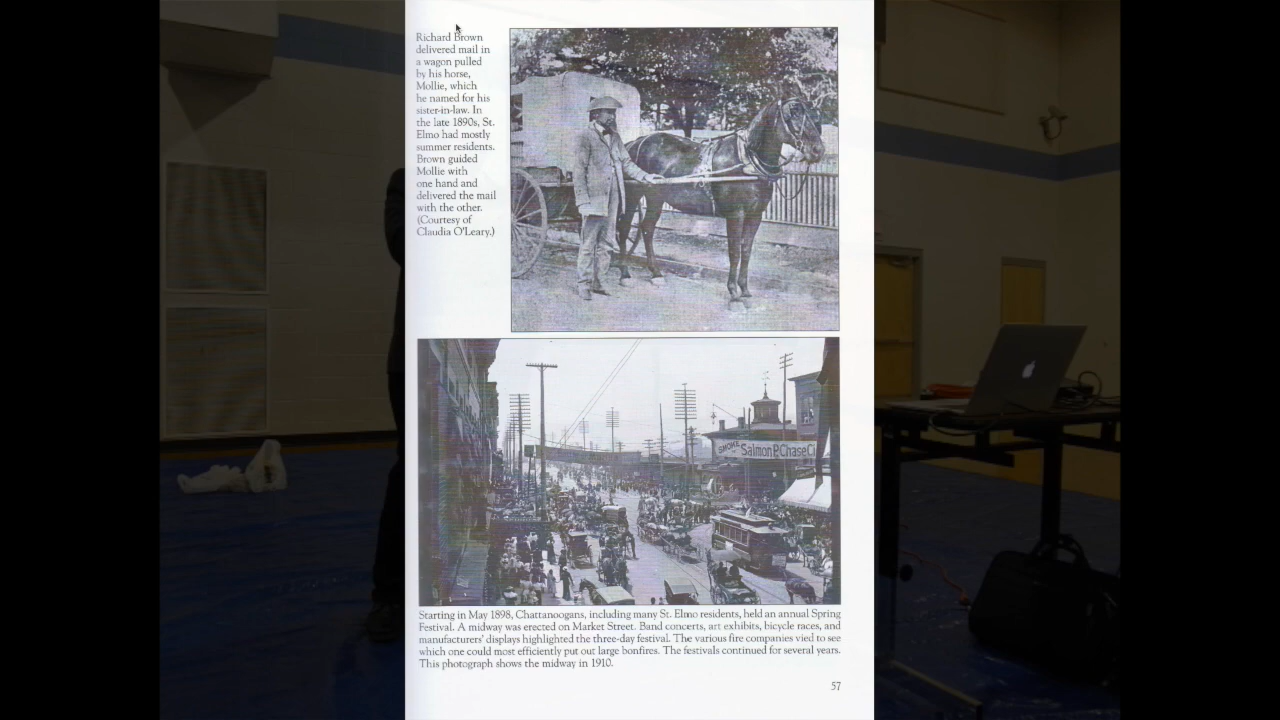 Richard Brown
delivered mail in
a wagon pulled
by his horse,
Mollie, which
he named for his
sister-in-law. In
the late 1890s, St.
Elmo had mostly
summer residents.
Brown guided
Mollie with
one hand and
delivered the mail
with the other.
(Courtesy of
Claudia O'Leary.)
SMOKE Salmon P. Chase Ci
Starting in May 1898, Chattanoogans, including many St. Elmo residents, held an annual Spring
Festival. A midway was erected on Market Street. Band concerts, art exhibits, bicycle races, and
manufacturers' displays highlighted the three-day festival. The various fire companies vied to see
which one could most efficiently put out large bonfires. The festivals continued for several years.
This photograph shows the midway in 1910.
57